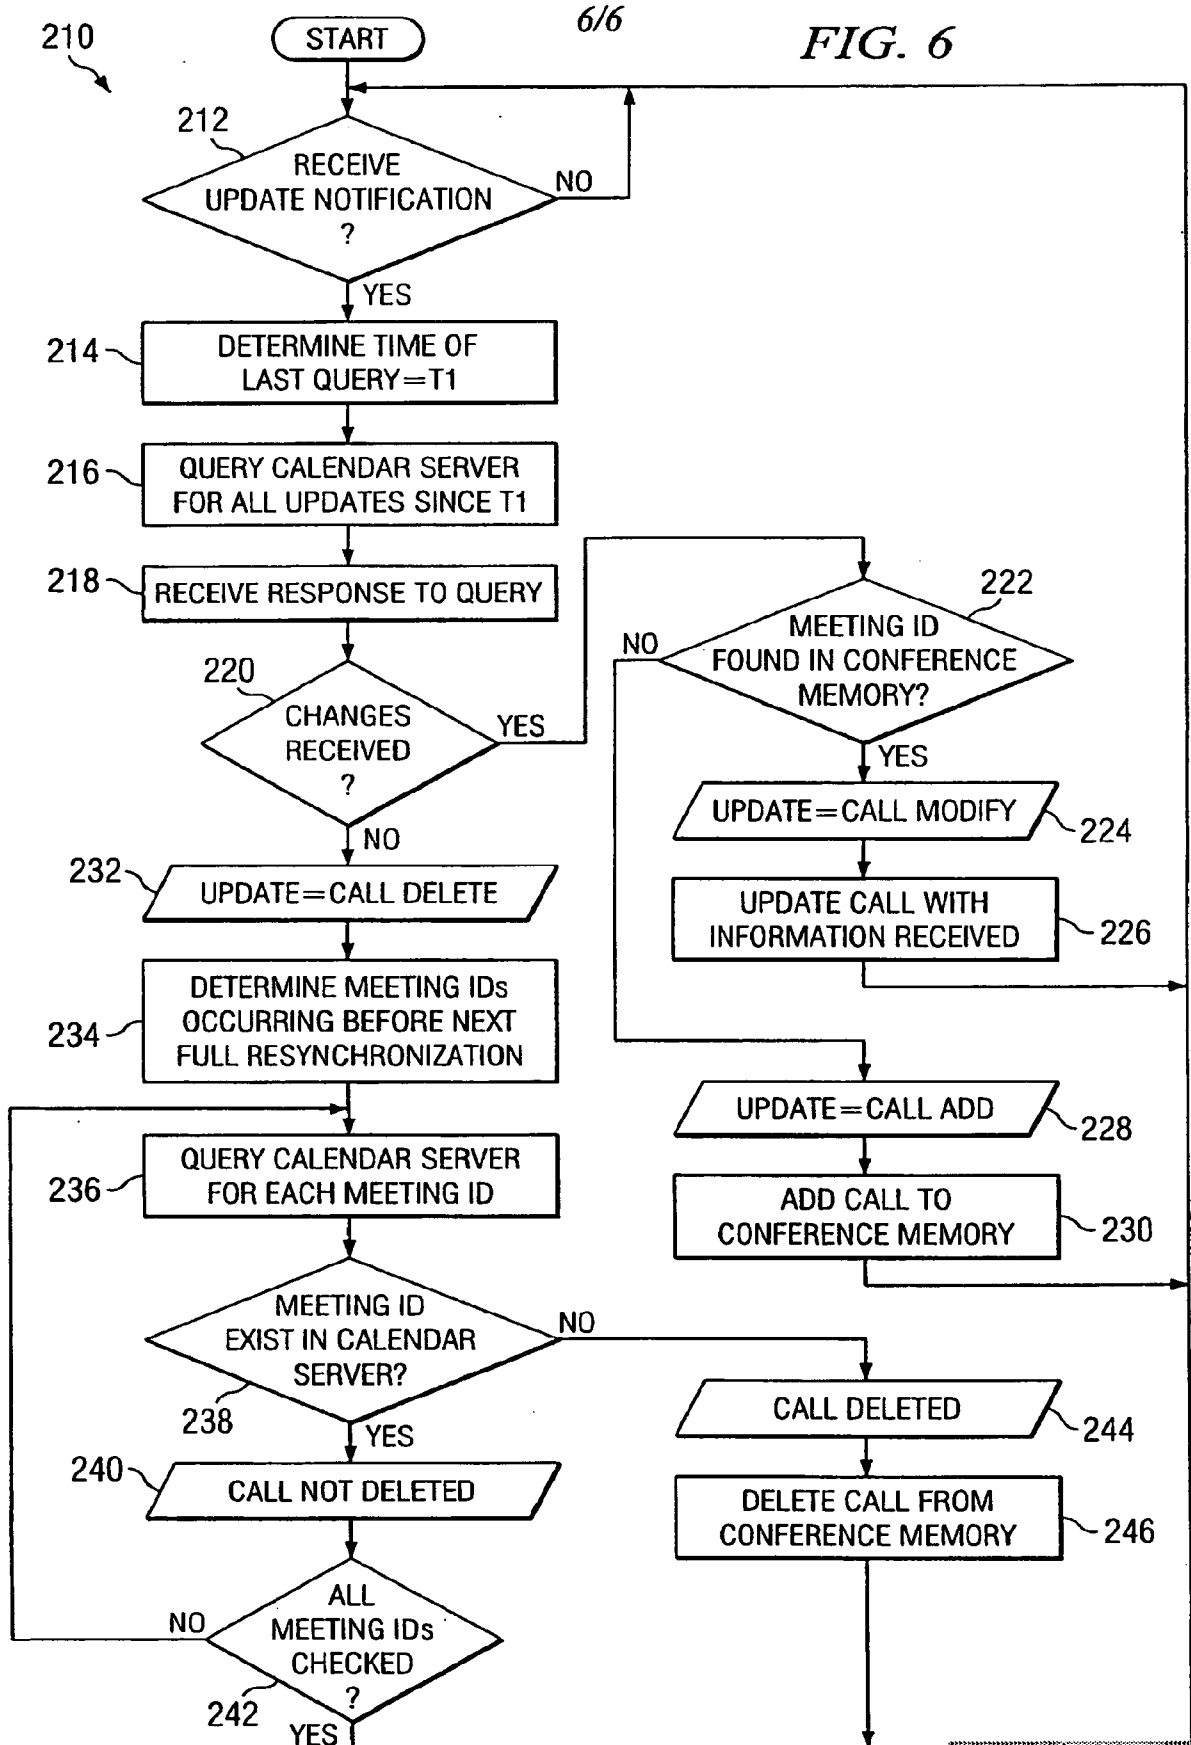 6/6
FIG. 6
210
START
212
RECEIVE
UPDATE NOTIFICATION
?
NO
YES
214
DETERMINE TIME OF
LAST QUERY=T1
216
QUERY CALENDAR SERVER
FOR ALL UPDATES SINCE T1
218
RECEIVE RESPONSE TO QUERY
220
CHANGES
RECEIVED
?
YES
NO
222
MEETING ID
FOUND IN CONFERENCE
MEMORY?
NO
YES
UPDATE=CALL MODIFY
224
UPDATE CALL WITH
INFORMATION RECEIVED
226
UPDATE=CALL ADD
228
ADD CALL TO
CONFERENCE MEMORY
230
232
UPDATE=CALL DELETE
234
DETERMINE MEETING IDs
OCCURRING BEFORE NEXT
FULL RESYNCHRONIZATION
236
QUERY CALENDAR SERVER
FOR EACH MEETING ID
MEETING ID
EXIST IN CALENDAR
SERVER?
238
NO
YES
240
CALL NOT DELETED
ALL
MEETING IDs
CHECKED
?
242
NO
YES
CALL DELETED
244
DELETE CALL FROM
CONFERENCE MEMORY
246